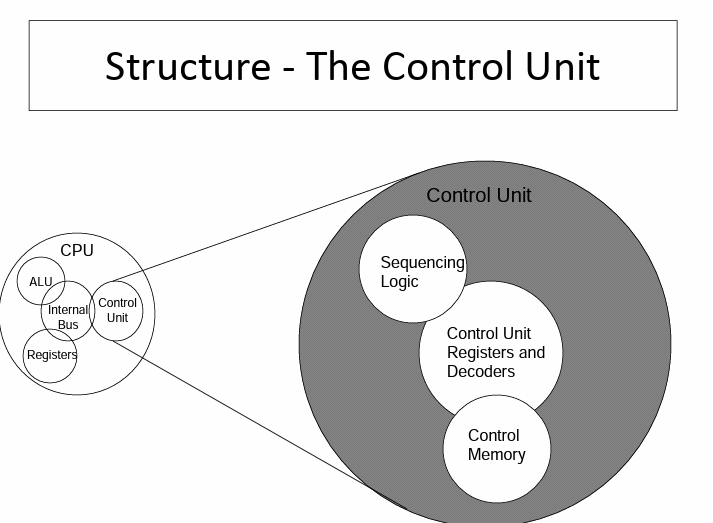 Structure - The Control Unit
CPU
ALU
Internal
Bus
Control
Unit
Registers
Control Unit
Sequencing
Logic
Control Unit
Registers and
Decoders
Control
Memory